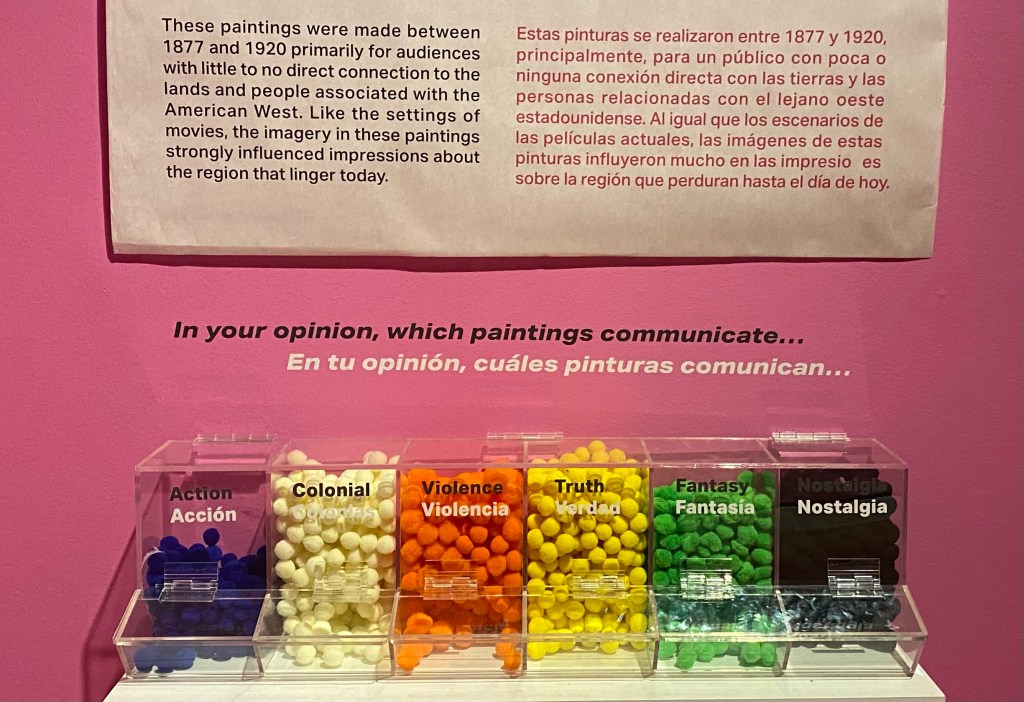 These paintings were made between
1877 and 1920 primarily for audiences
with little to no direct connection to the
lands and people associated with the
American West. Like the settings of
movies, the imagery in these paintings
strongly influenced impressions about
the region that linger today.
Estas pinturas se realizaron entre 1877 y 1920,
principalmente, para un público con poca o
ninguna conexión directa con las tierras y las
personas relacionadas con el lejano oeste
estadounidense. Al igual que los escenarios de
las películas actuales, las imágenes de estas
pinturas influyeron mucho en las impresio es
sobre la región que perduran hasta el día de hoy.
In your opinion, which paintings communicate...
En tu opinión, cuáles pinturas comunican...
Action
Acción
Colonial
Violence
Violencia
Truth
Verdad
Fantasy
Fantasía
Nostalgia
Nostalgia